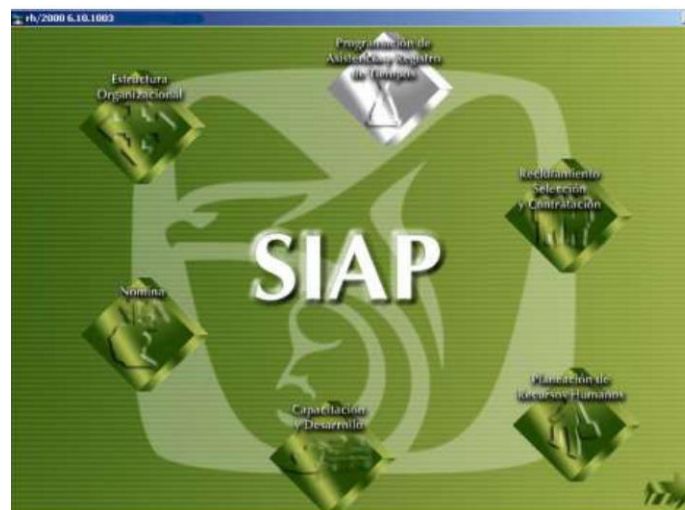 rh/2000 6.10.1003
Programación de
Asistencia y Registro
de Tiempos
Estructura
Organizacional
Reclutamiento
Selección
y Contratación
SIAP
Nomina
Planeación de
Recursos Humanos
Capacitación
y Desarrollo